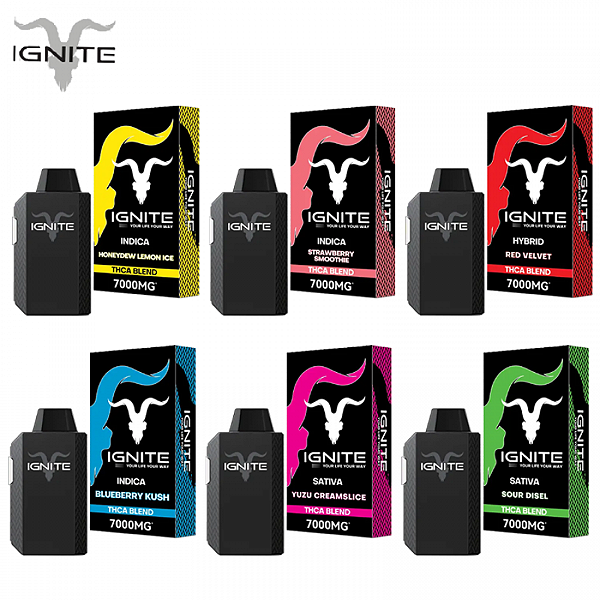 IGNITE
IGNITE
IGNITE
YOUR LIFE YOUR WAY
INDICA
HONEYDEW LEMON ICE
THCA BLEND
7000MG
IGNITE
IGNITE
IGNITE
YOUR LIFE YOUR WAY
INDICA
STRAWBERRY
SMOOTHIE
THCA BLEND
7000MG
IGNITE
IGNITE
IGNITE
YOUR LIFE YOUR WAY
HYBRID
RED VELVET
THCA BLEND
7000MG
IGNITE
IGNITE
IGNITE
YOUR LIFE YOUR WAY
INDICA
BLUEBERRY KUSH
THCA BLEND
7000MG
IGNITE
IGNITE
IGNITE
YOUR LIFE YOUR WAY
SATIVA
YUZU CREAMSLICE
THCA BLEND
7000MG
IGNITE
IGNITE
IGNITE
YOUR LIFE YOUR WAY
SATIVA
SOUR DISEL
THCA BLEND
7000MG
IGNITE